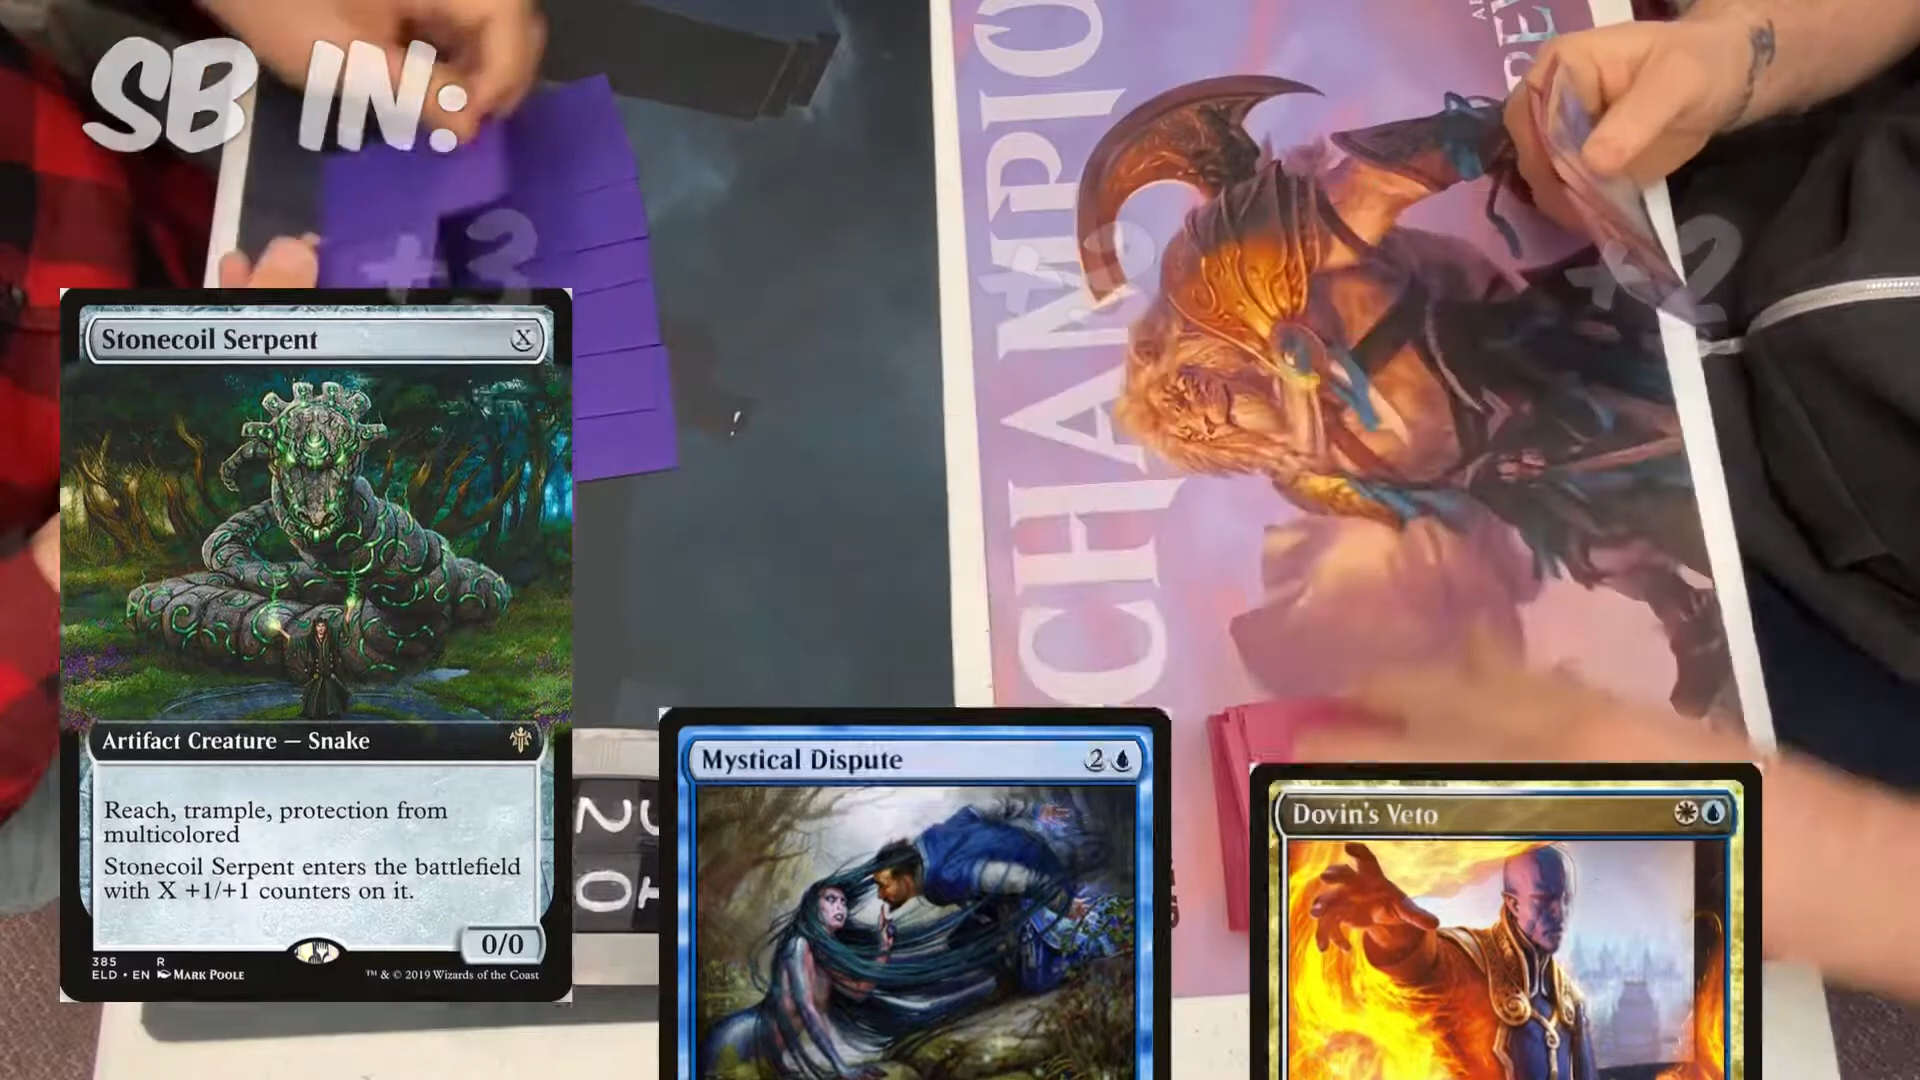 SB IN:
+3
+2
CHAMPIO
Stonecoil Serpent X
Artifact Creature — Snake
Reach, trample, protection from
multicolored
Stonecoil Serpent enters the battlefield
with X +1/+1 counters on it.
0/0
385 R
ELD • EN MARK POOLE
™ & © 2019 Wizards of the Coast
Mystical Dispute 2
Dovin's Veto